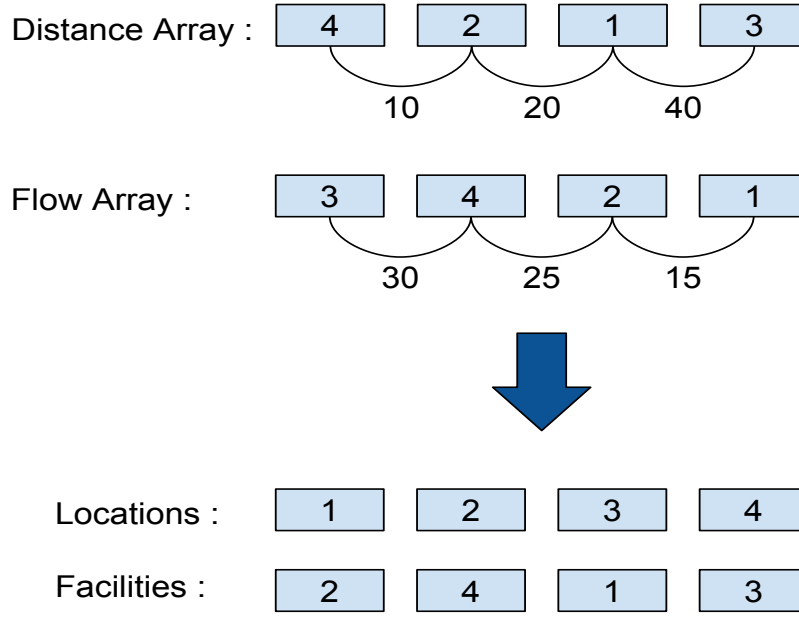 Distance Array : 4 2 1 3
10 20 40
Flow Array : 3 4 2 1
30 25 15
Locations : 1 2 3 4
Facilities : 2 4 1 3